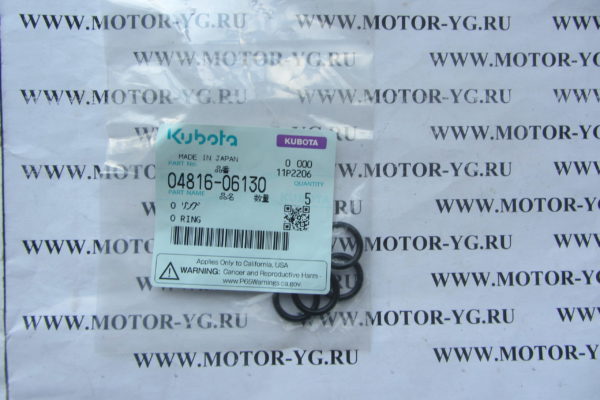 WWW.MOTOR-YG.RU
WWW.MOTOR-YG.RU
WWW.MOTOR-YG.RU
WWW.MOTOR-YG.RU
WWW.MOTOR-YG.RU
WWW.MOTOR-YG.RU
WWW.MOTOR-YG.RU
WWW.MOTOR-YG.RU
Kubota
KUBOTA
MADE IN JAPAN
0 000
PART No.
品番
11P2206
04816-06130
QUANTITY
PART NAME
品名
数量
5
O リング
O RING
Applies Only to California, USA
WARNING: Cancer and Reproductive Harm -
www.P65Warnings.ca.gov
WWW.MOTOR-YG.RU
WWW.MOTOR-YG.RU
WWW.MOTOR-YG.RU
WWW.MOTOR-YG.RU